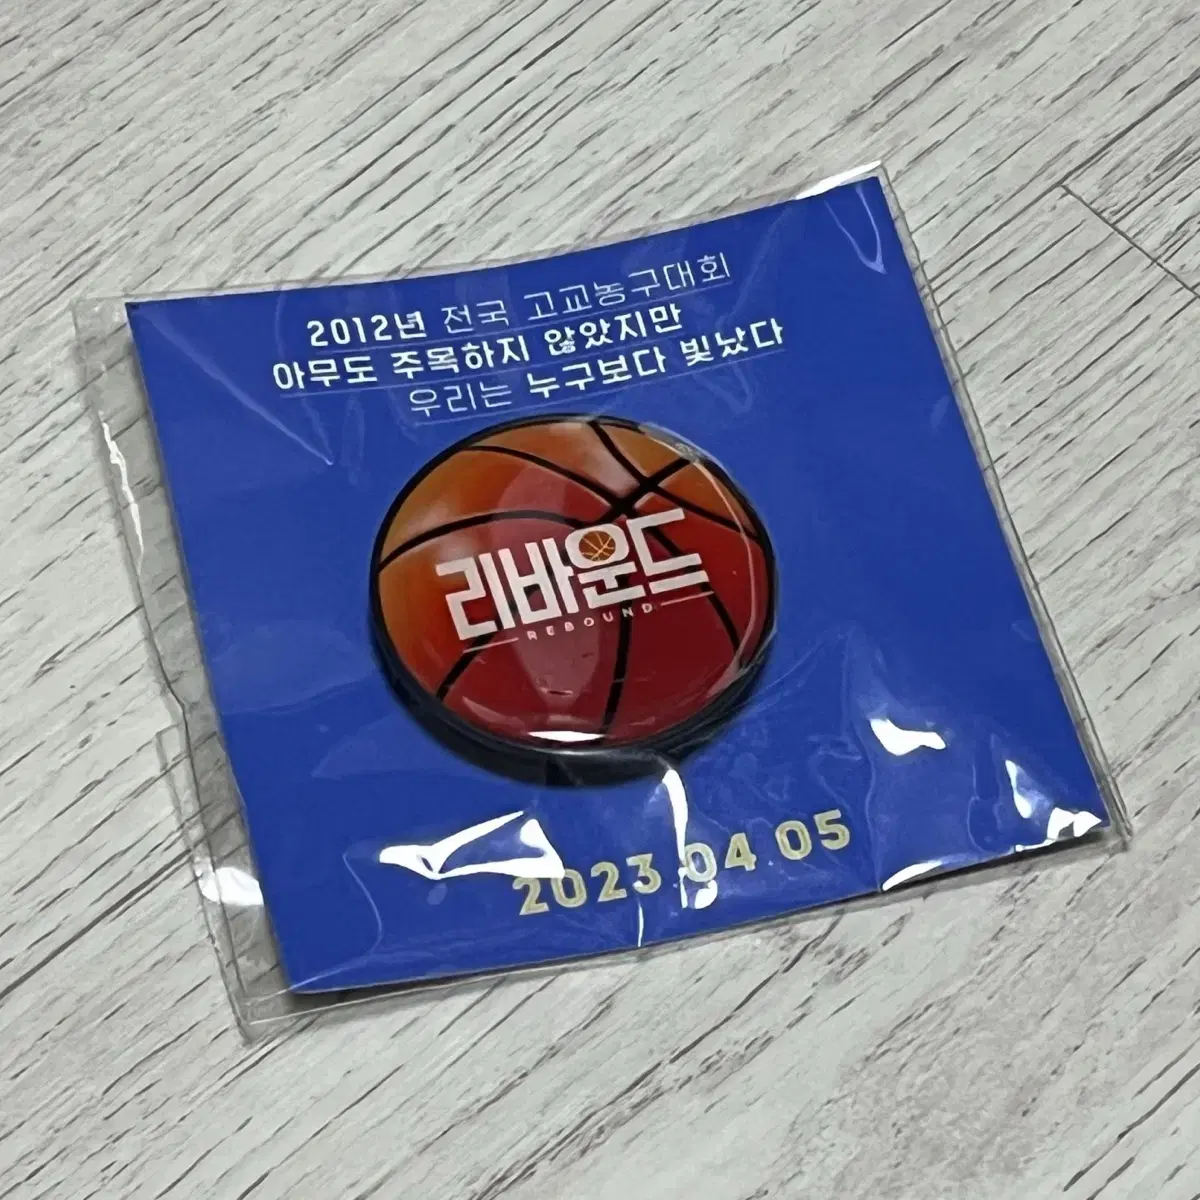 2012년 전국 고교농구대회
아무도 주목하지 않았지만
우리는 누구보다 빛났다
리바운드
REBOUND
2023.04.05